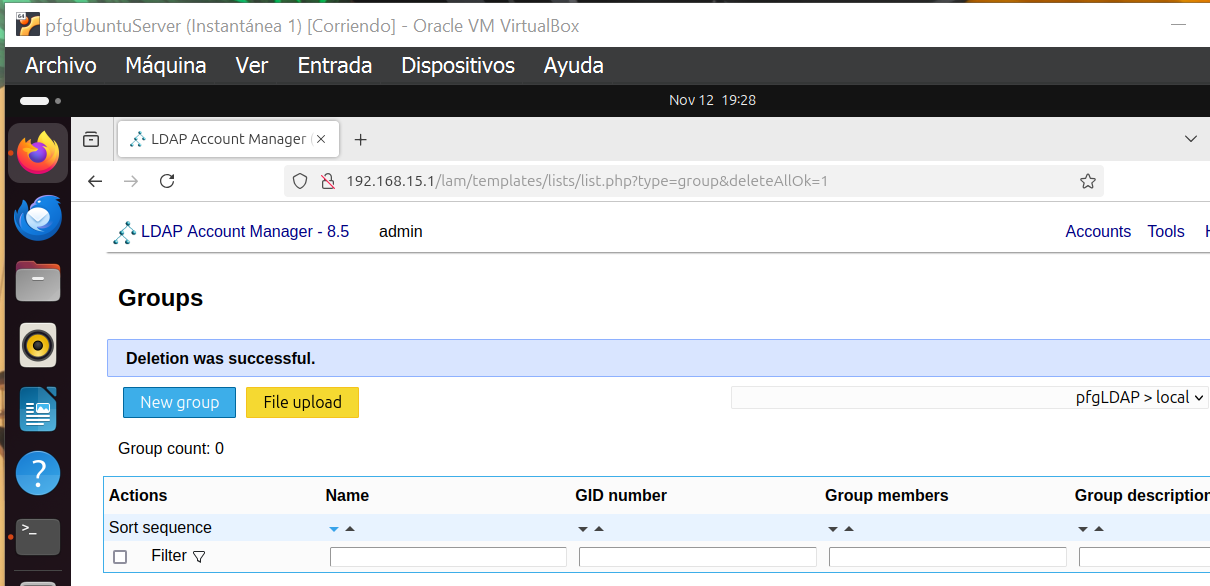 pfgUbuntuServer (Instantánea 1) [Corriendo] - Oracle VM VirtualBox
Archivo Máquina Ver Entrada Dispositivos Ayuda
Nov 12 19:28
LDAP Account Manager
192.168.15.1/lam/templates/lists/list.php?type=group&deleteAllOk=1
LDAP Account Manager - 8.5 admin Accounts Tools
Groups
Deletion was successful.
New group File upload pfgLDAP > local
Group count: 0
Actions Name GID number Group members Group description
Sort sequence
Filter